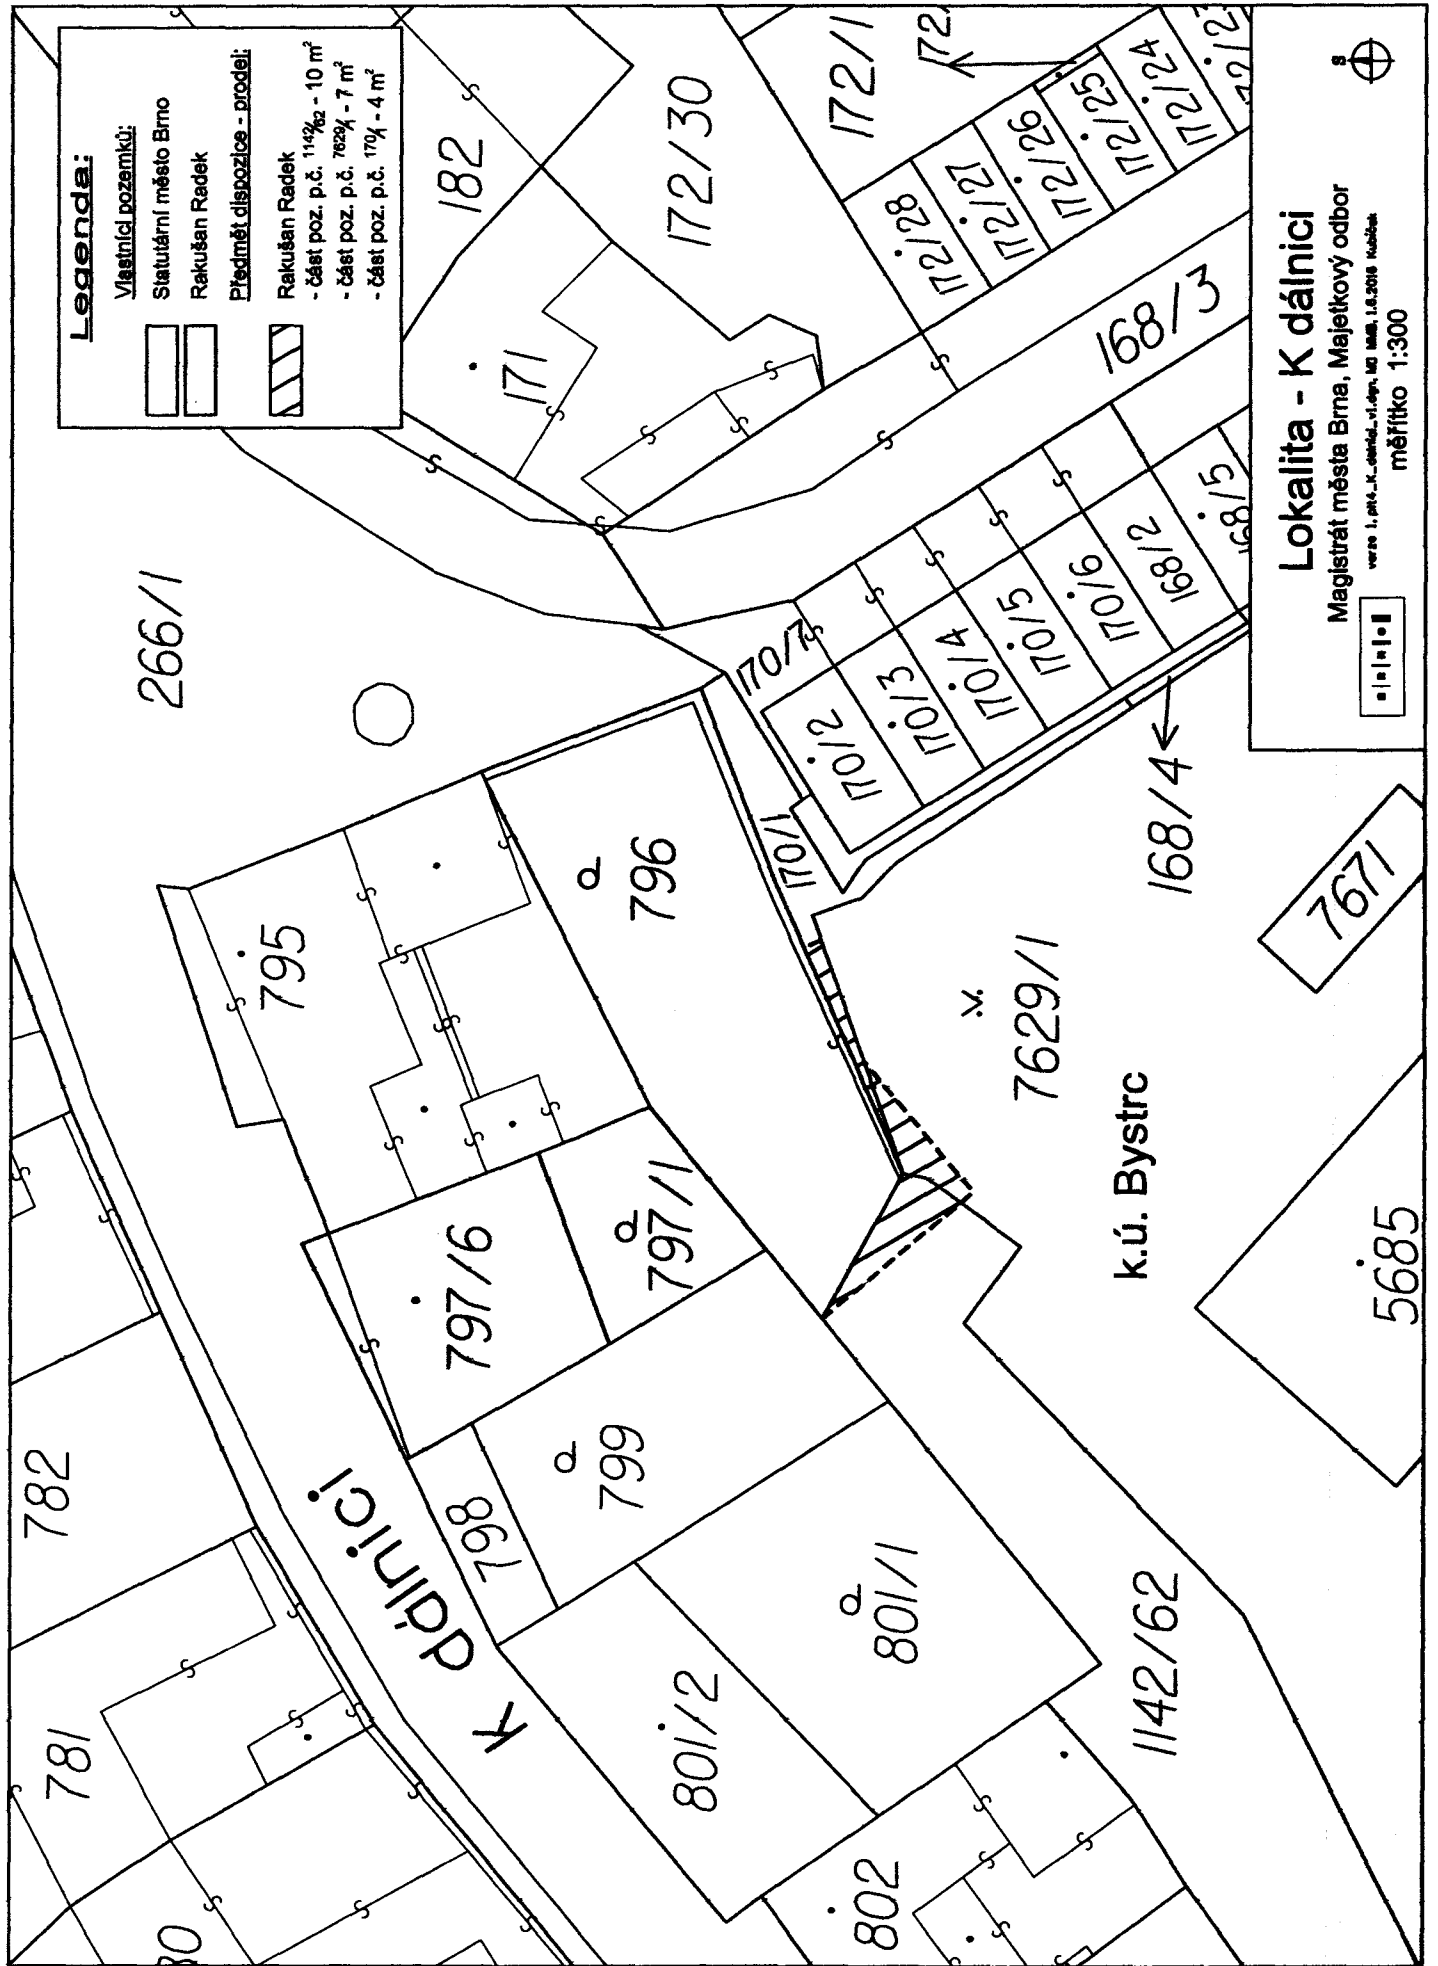 Legenda:
Vlastníci pozemků:
Statutární město Brno
Rakušan Radek
Předmět dispozice - prodej:
Rakušan Radek
- část poz. p.č. 1142/62 - 10 m²
- část poz. p.č. 7629/1 - 7 m²
- část poz. p.č. 170/1 - 4 m²
782
781
K dálnici
798
799
797/6
797/1
795
796
801/2
801/1
802
1142/62
266/1
171
182
172/30
172/1
172/28
172/27
172/26
172/25
172/24
168/3
170/7
170/1
170/2
170/3
170/4
170/5
170/6
168/2
168/5
168/4
7629/1
k.ú. Bystrc
7671
5685
Lokalita - K dálnici
Magistrát města Brna, Majetkový odbor
měřítko 1:300